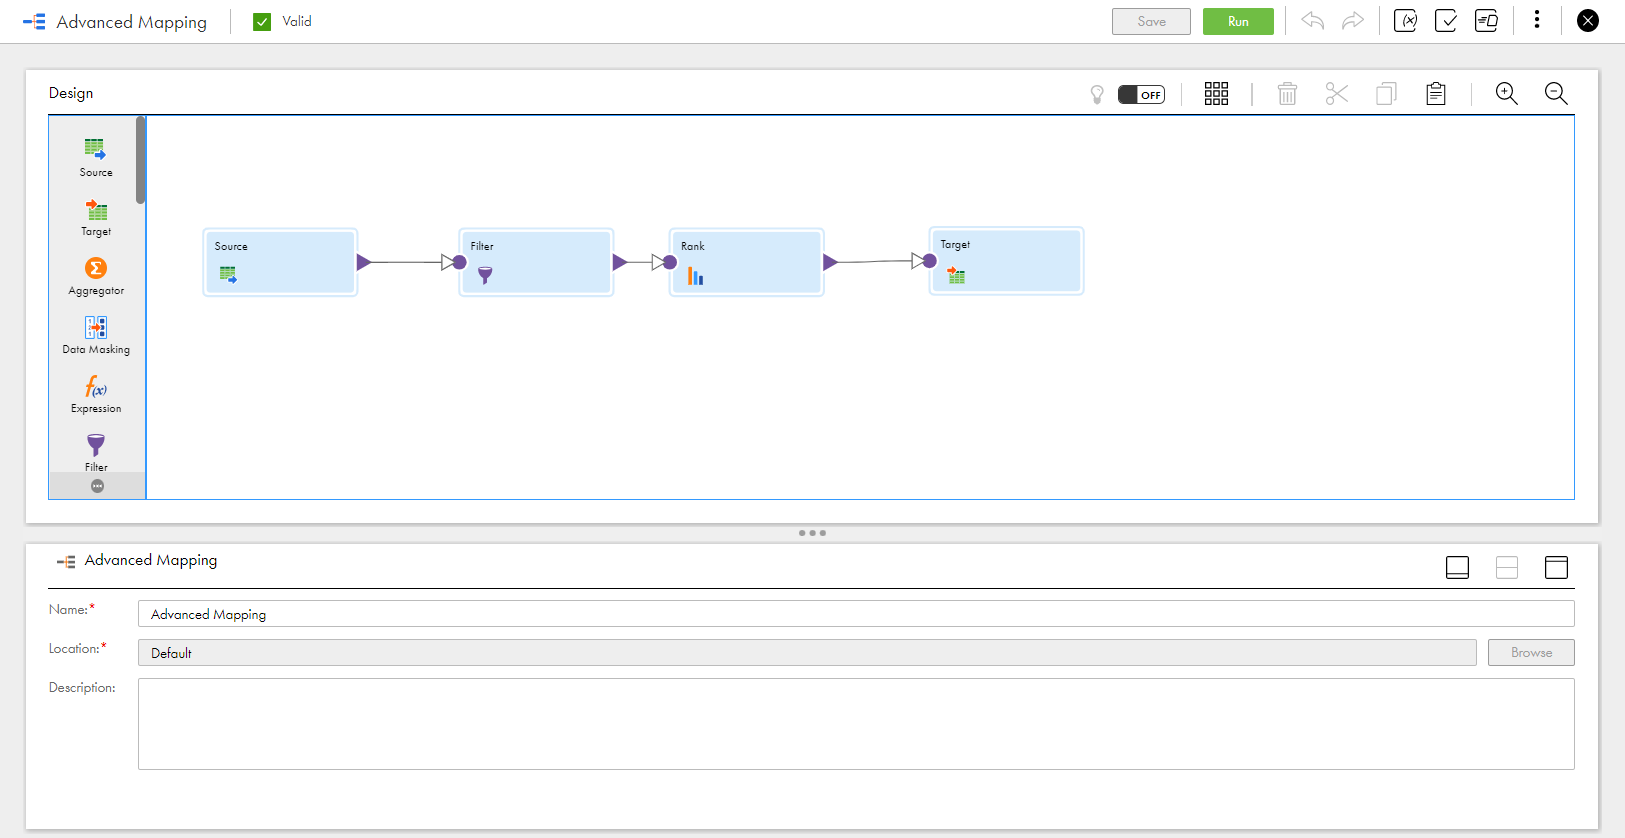 Advanced Mapping
Valid
Save
Run
Design
OFF
Source
Target
Aggregator
Data Masking
Expression
Filter
Source
Filter
Rank
Target
Advanced Mapping
Name:*
Advanced Mapping
Location:*
Default
Browse
Description: